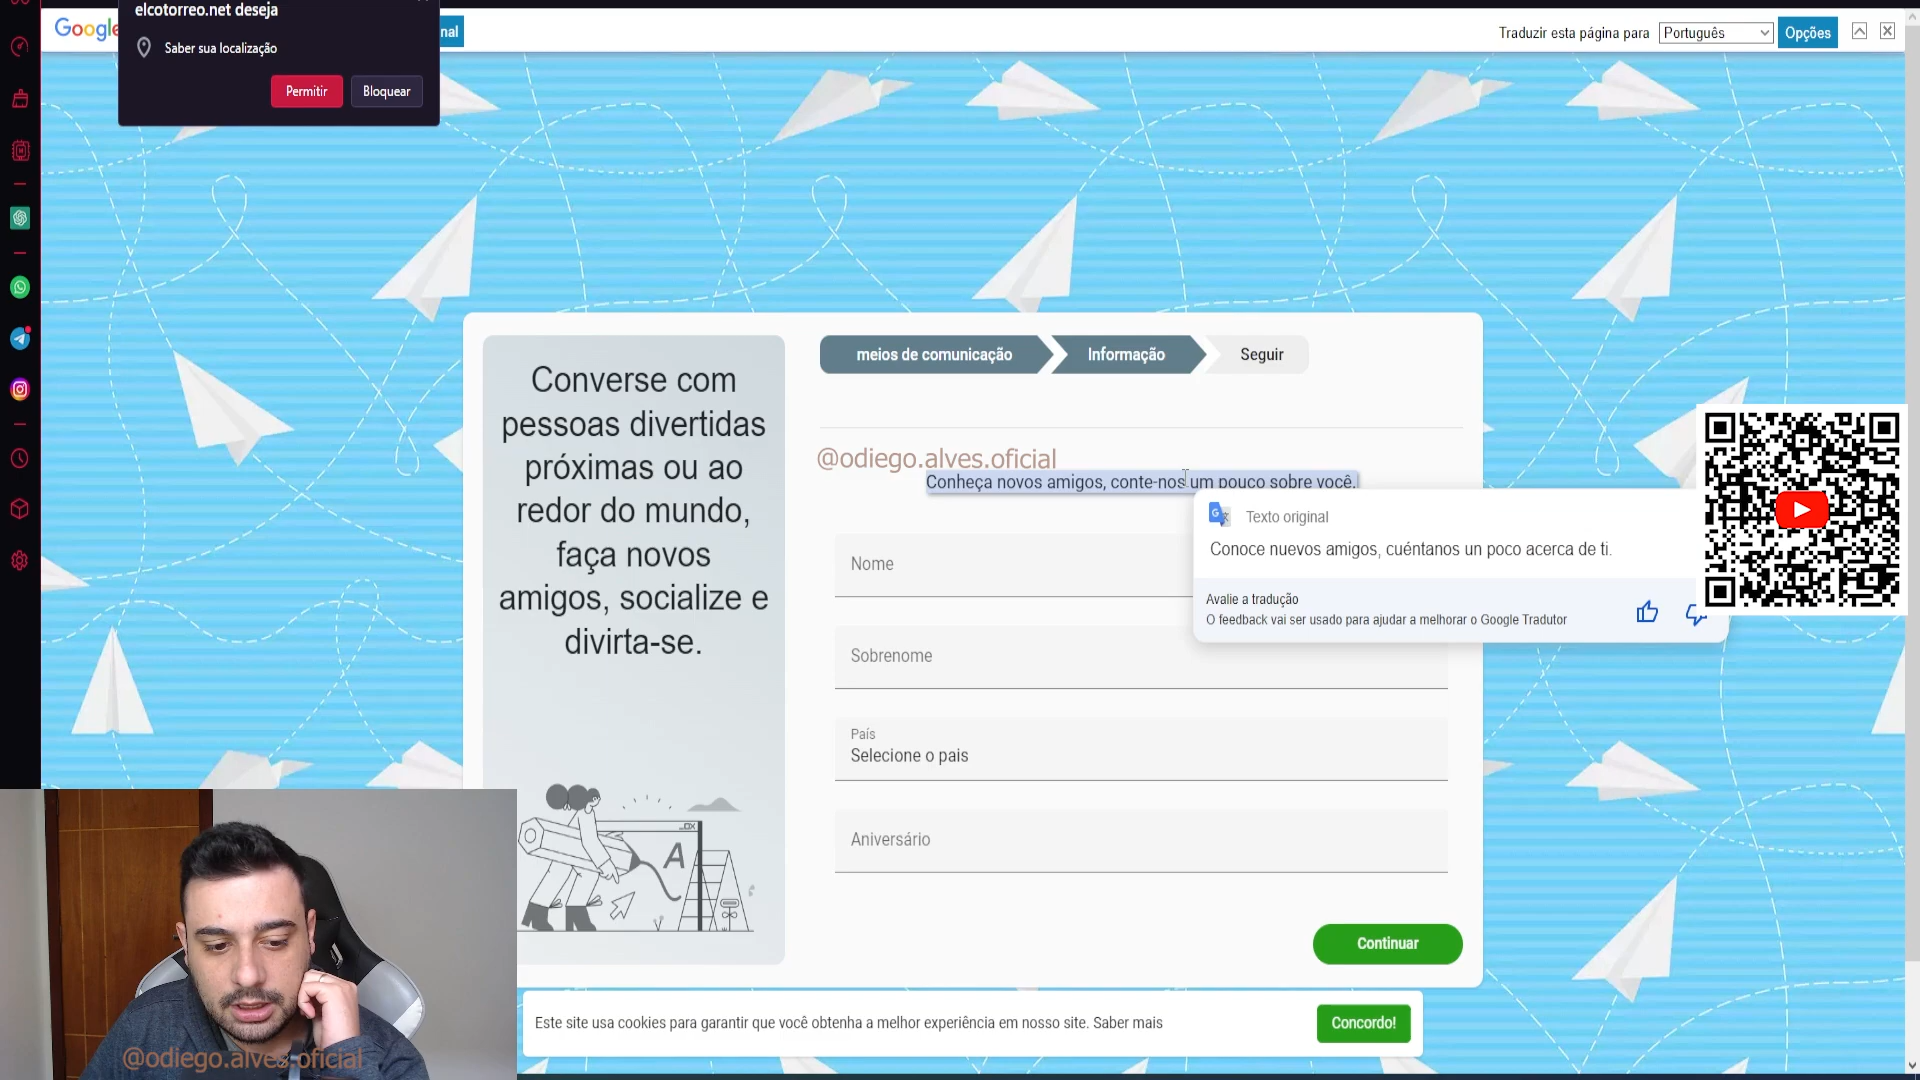 elcotorreo.net deseja
Saber sua localização
Permitir
Bloquear
Google
nal
Traduzir esta página para
Português
Opções
Converse com
pessoas divertidas
próximas ou ao
redor do mundo,
faça novos
amigos, socialize e
divirta-se.
meios de comunicação
Informação
Seguir
@odiego.alves.oficial
Conheça novos amigos, conte-nos um pouco sobre você.
Texto original
Conoce nuevos amigos, cuéntanos un poco acerca de ti.
Avalie a tradução
O feedback vai ser usado para ajudar a melhorar o Google Tradutor
Nome
Sobrenome
País
Selecione o pais
Aniversário
A
Continuar
Este site usa cookies para garantir que você obtenha a melhor experiência em nosso site. Saber mais
Concordo!
@odiego.alves.oficial